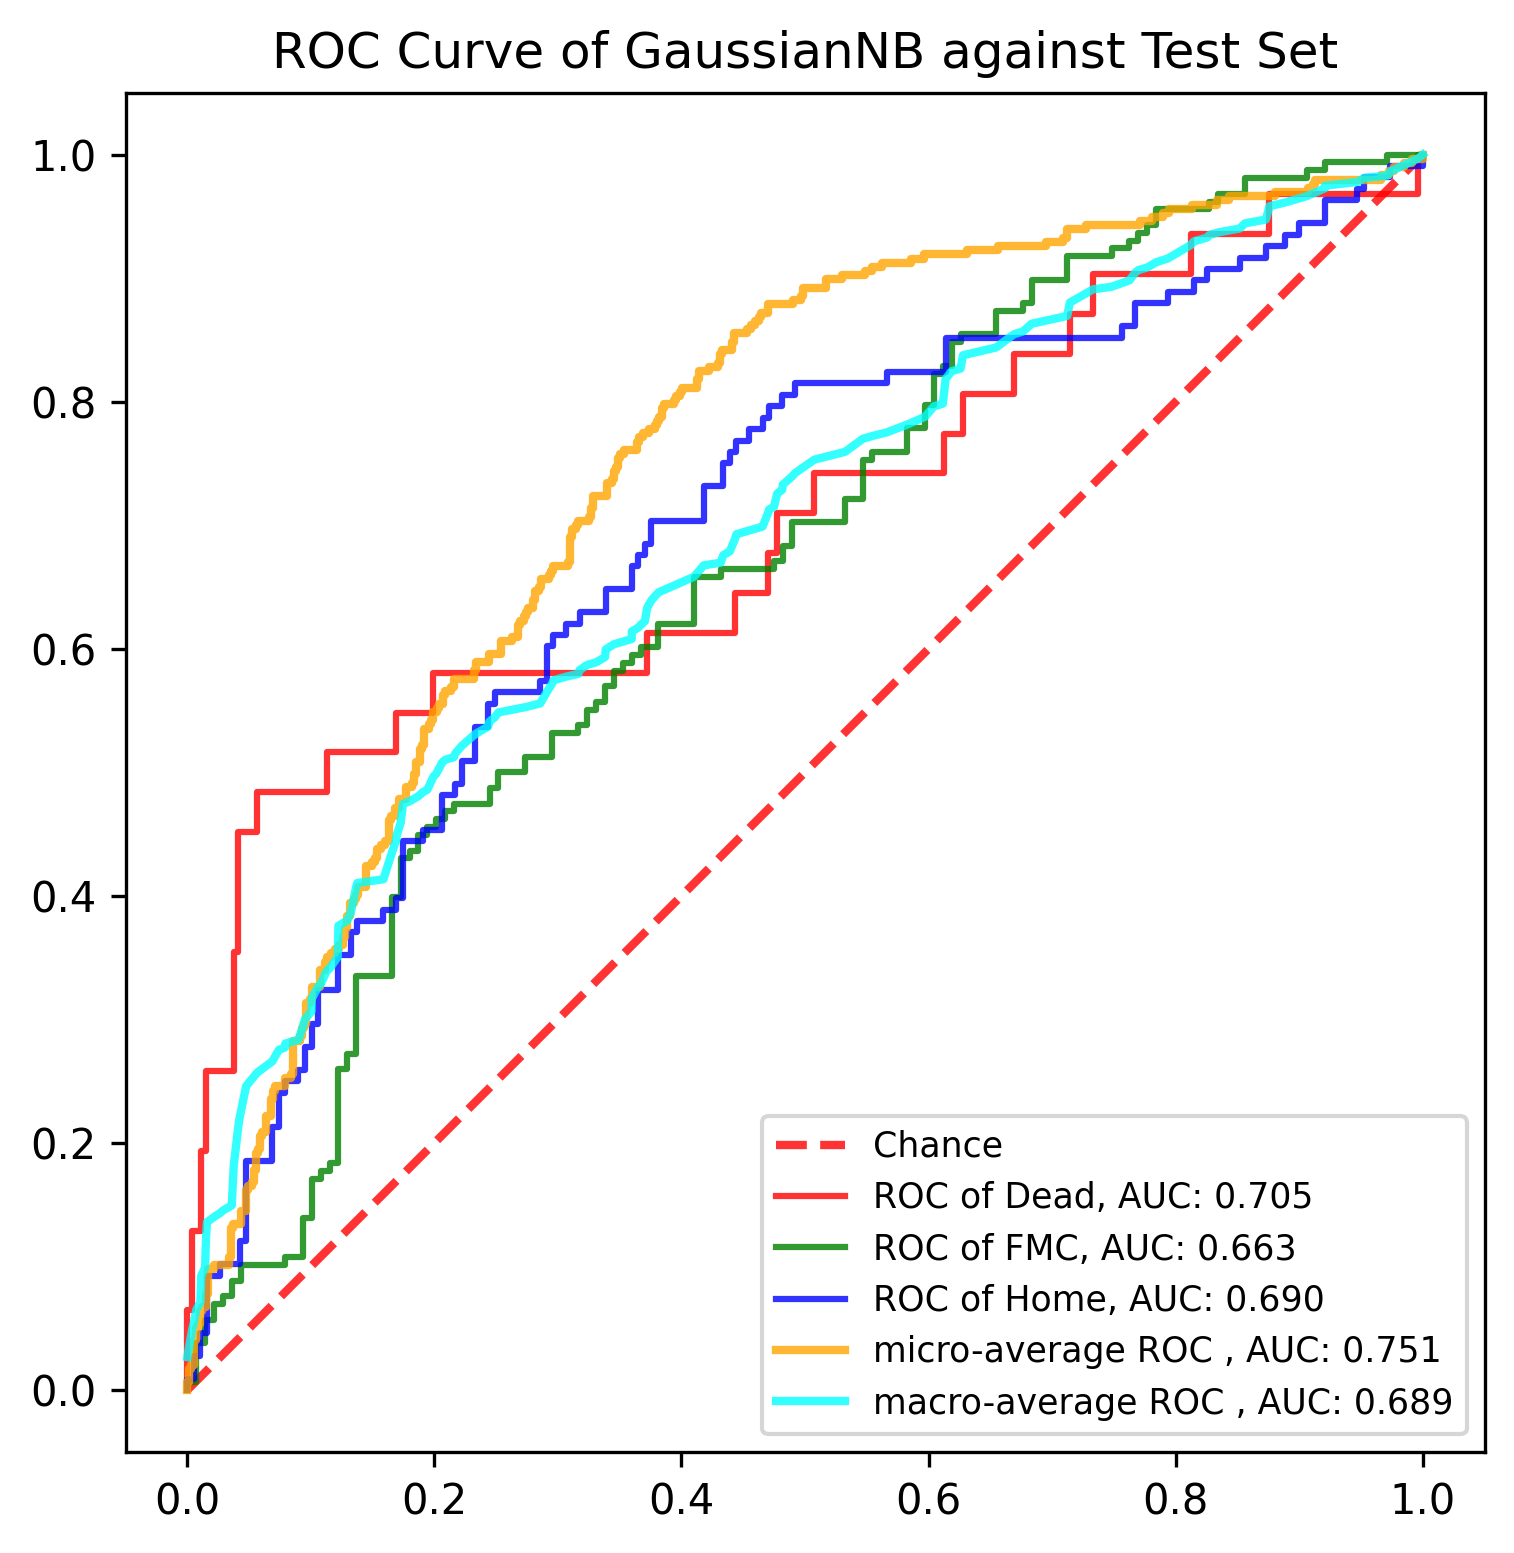 ROC Curve of GaussianNB against Test Set
1.0
0.8
0.6
0.4
0.2
0.0
Chance
ROC of Dead, AUC: 0.705
ROC of FMC, AUC: 0.663
ROC of Home, AUC: 0.690
micro-average ROC , AUC: 0.751
macro-average ROC , AUC: 0.689
0.0 0.2 0.4 0.6 0.8 1.0